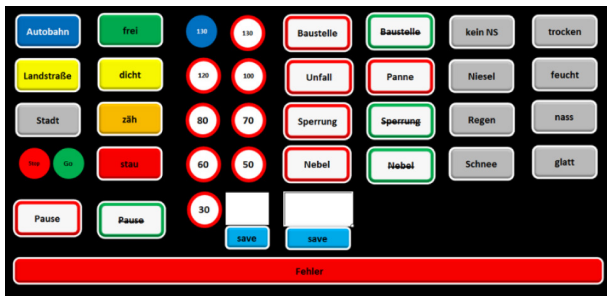 Autobahn
frei
130
130
Baustelle
Baustelle
kein NS
trocken
Landstraße
dicht
120
100
Unfall
Panne
Niesel
feucht
Stadt
zäh
80
70
Sperrung
Sperrung
Regen
nass
Stop
Go
stau
60
50
Nebel
Nebel
Schnee
glatt
Pause
Pause
30
save
save
Fehler